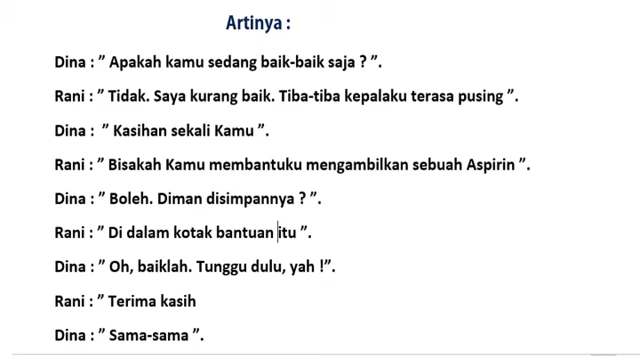 Artinya :
Dina : ” Apakah kamu sedang baik-baik saja ? ”.
Rani : ” Tidak. Saya kurang baik. Tiba-tiba kepalaku terasa pusing ”.
Dina : ” Kasihan sekali Kamu ”.
Rani : ” Bisakah Kamu membantuku mengambilkan sebuah Aspirin ”.
Dina : ” Boleh. Diman disimpannya ? ”.
Rani : ” Di dalam kotak bantuan itu ”.
Dina : ” Oh, baiklah. Tunggu dulu, yah !”.
Rani : ” Terima kasih
Dina : ” Sama-sama ”.